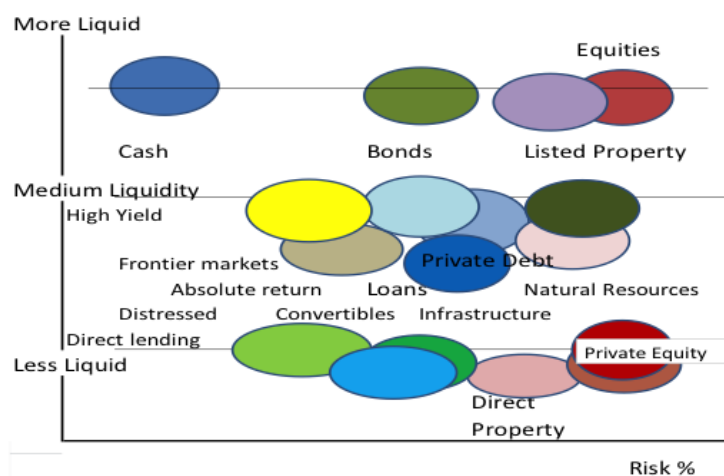 More Liquid
Equities
Cash
Bonds
Listed Property
Medium Liquidity
High Yield
Private Debt
Frontier markets
Absolute return
Loans
Natural Resources
Distressed
Convertibles
Infrastructure
Direct lending
Private Equity
Less Liquid
Direct
Property
Risk %